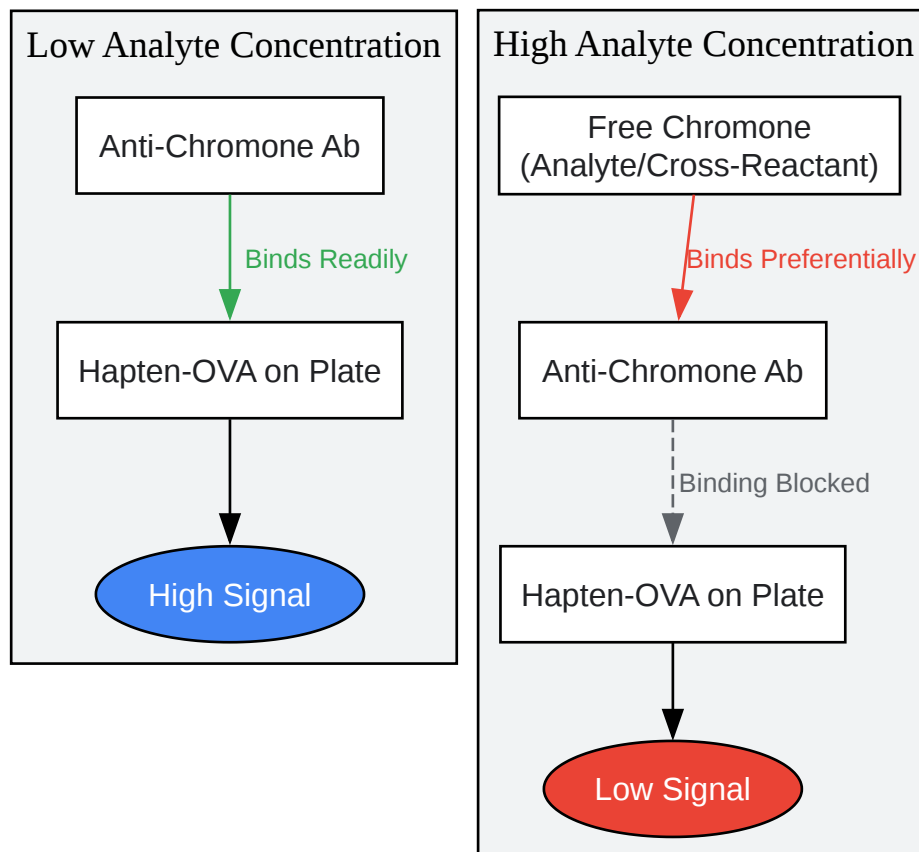 Low Analyte Concentration
Anti-Chromone Ab
Binds Readily
Hapten-OVA on Plate
High Signal
High Analyte Concentration
Free Chromone
(Analyte/Cross-Reactant)
Binds Preferentially
Anti-Chromone Ab
Binding Blocked
Hapten-OVA on Plate
Low Signal